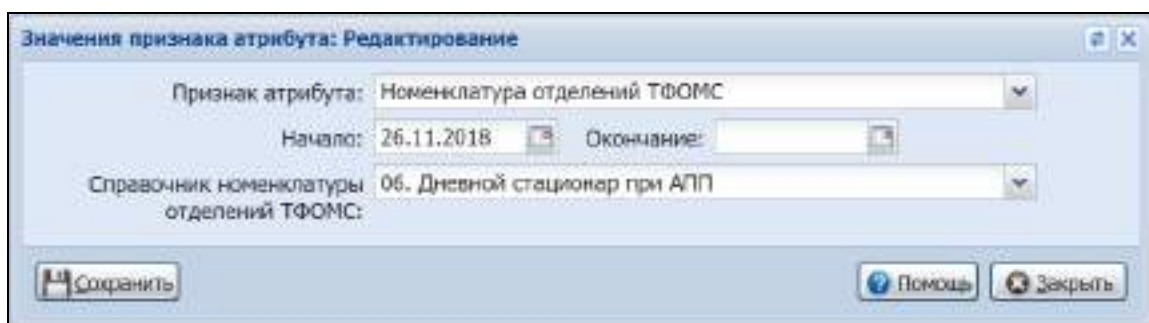 Значения признака атрибута: Редактирование
Признак атрибута: Номенклатура отделений ТФОМС
Начало: 26.11.2018 Окончание:
Справочник номенклатуры 06. Дневной стационар при АПП
отделений ТФОМС:
Сохранить Помощь Закрыть